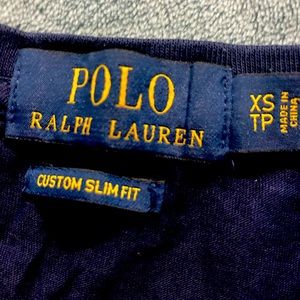 POLO
RALPH LAUREN
XS
TP
MADE IN
CHINA
CUSTOM SLIM FIT